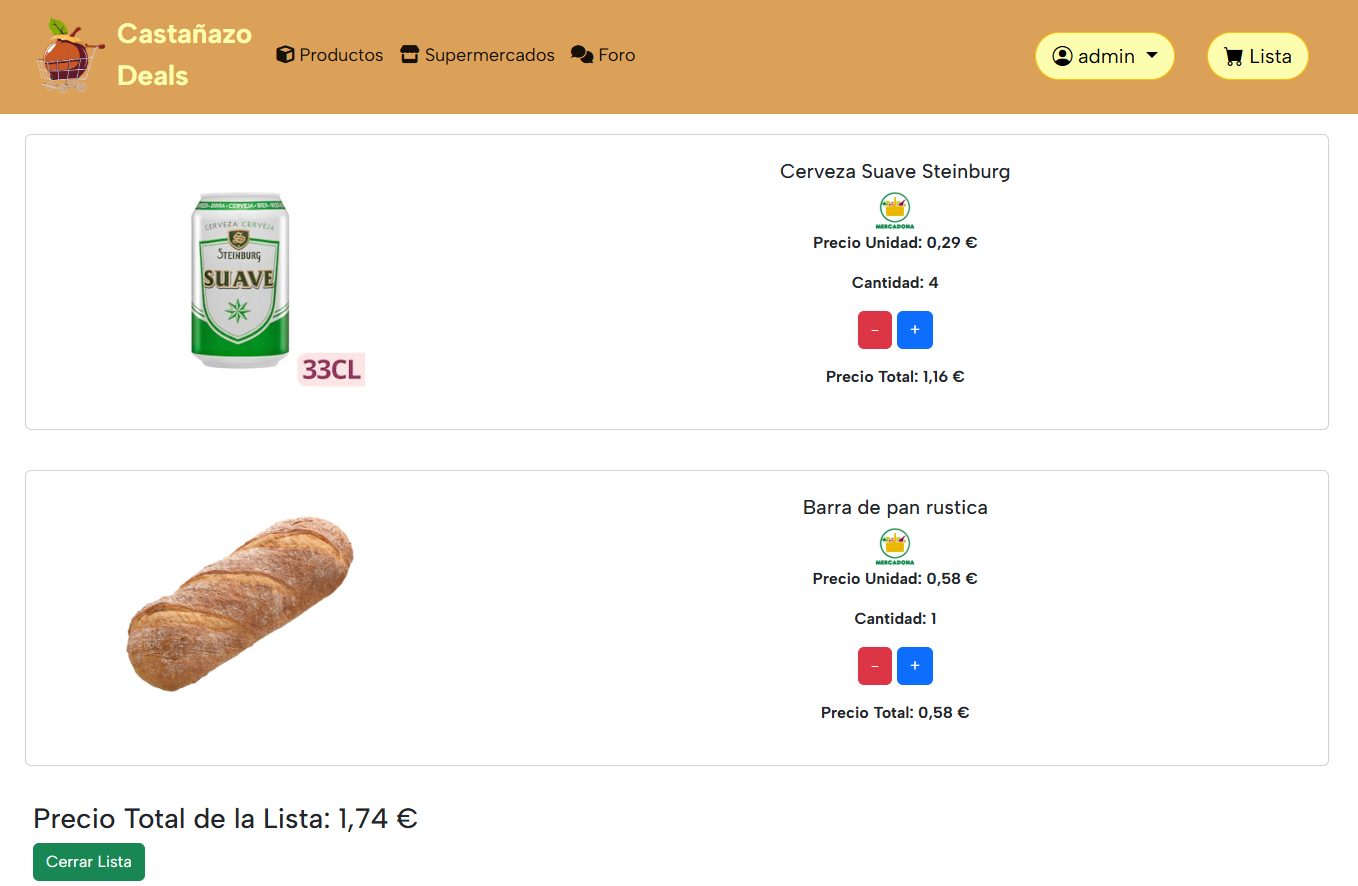 Castañazo
Deals
Productos
Supermercados
Foro
admin
Lista
CERVEZA CERVEJA
STEINBURG
SUAVE
33CL
Cerveza Suave Steinburg
MERCADONA
Precio Unidad: 0,29 €
Cantidad: 4
- +
Precio Total: 1,16 €
Barra de pan rustica
MERCADONA
Precio Unidad: 0,58 €
Cantidad: 1
- +
Precio Total: 0,58 €
Precio Total de la Lista: 1,74 €
Cerrar Lista